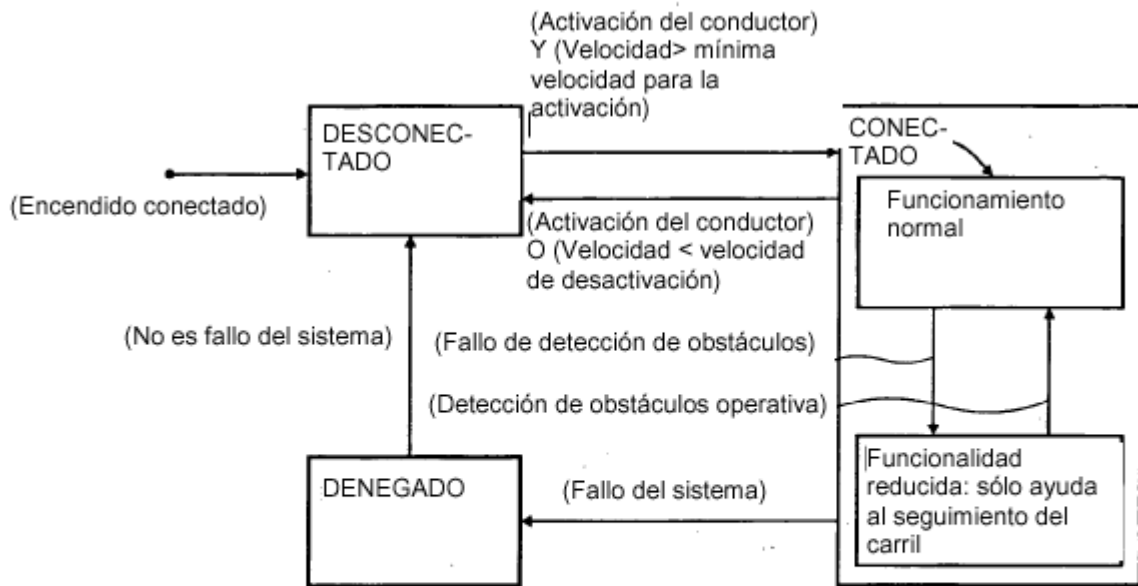 (Activación del conductor)
Y (Velocidad> mínima
velocidad para la
activación)
DESCONEC-
TADO
CONEC-
TADO
(Encendido conectado)
Funcionamiento
normal
(Activación del conductor)
O (Velocidad < velocidad
de desactivación)
(No es fallo del sistema)
(Fallo de detección de obstáculos)
(Detección de obstáculos operativa)
DENEGADO
(Fallo del sistema)
Funcionalidad
reducida: sólo ayuda
al seguimiento del
carril